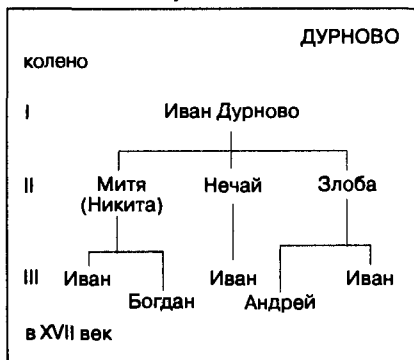 ДУРНОВО
колено
I Иван Дурново
II Митя Нечай Злоба
(Никита)
III Иван Иван Иван
Богдан Андрей
в XVII век